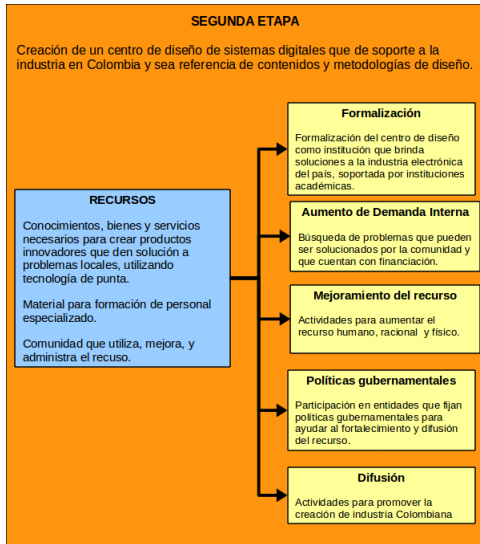 SEGUNDA ETAPA
Creación de un centro de diseño de sistemas digitales que de soporte a la
industria en Colombia y sea referencia de contenidos y metodologías de diseño.
RECURSOS
Conocimientos, bienes y servicios
necesarios para crear productos
innovadores que den solución a
problemas locales, utilizando
tecnología de punta.
Material para formación de personal
especializado.
Comunidad que utiliza, mejora, y
administra el recuso.
Formalización
Formalización del centro de diseño
como institución que brinda
soluciones a la industria electrónica
del país, soportada por instituciones
académicas.
Aumento de Demanda Interna
Búsqueda de problemas que pueden
ser solucionados por la comunidad y
que cuentan con financiación.
Mejoramiento del recurso
Actividades para aumentar el
recurso humano, racional y físico.
Políticas gubernamentales
Participación en entidades que fijan
políticas gubernamentales para
ayudar al fortalecimiento y difusión
del recurso.
Difusión
Actividades para promover la
creación de industria Colombiana